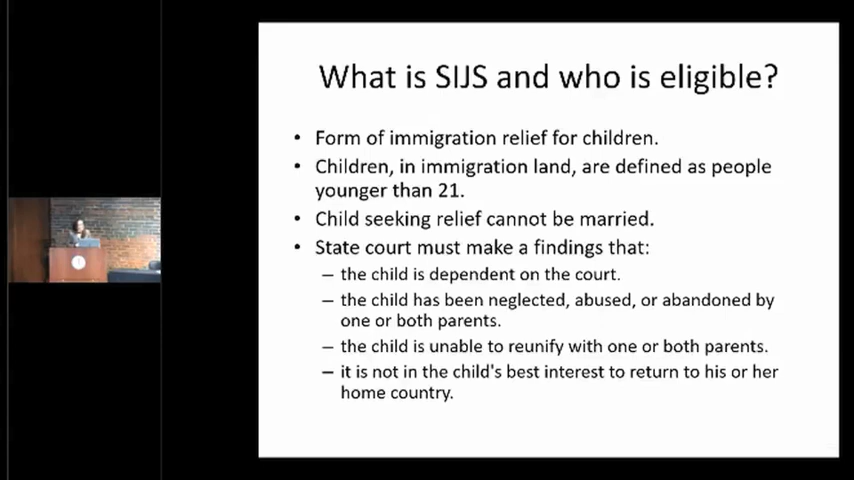 What is SIJS and who is eligible?
• Form of immigration relief for children.
• Children, in immigration land, are defined as people
younger than 21.
• Child seeking relief cannot be married.
• State court must make a findings that:
– the child is dependent on the court.
– the child has been neglected, abused, or abandoned by
one or both parents.
– the child is unable to reunify with one or both parents.
– it is not in the child's best interest to return to his or her
home country.